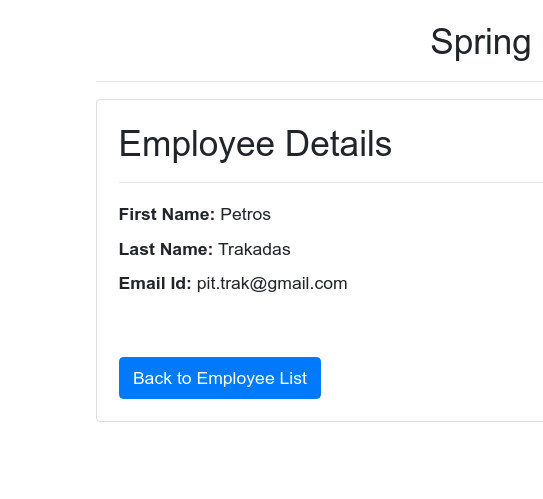 Spring
Employee Details
First Name: Petros
Last Name: Trakadas
Email Id: pit.trak@gmail.com
Back to Employee List